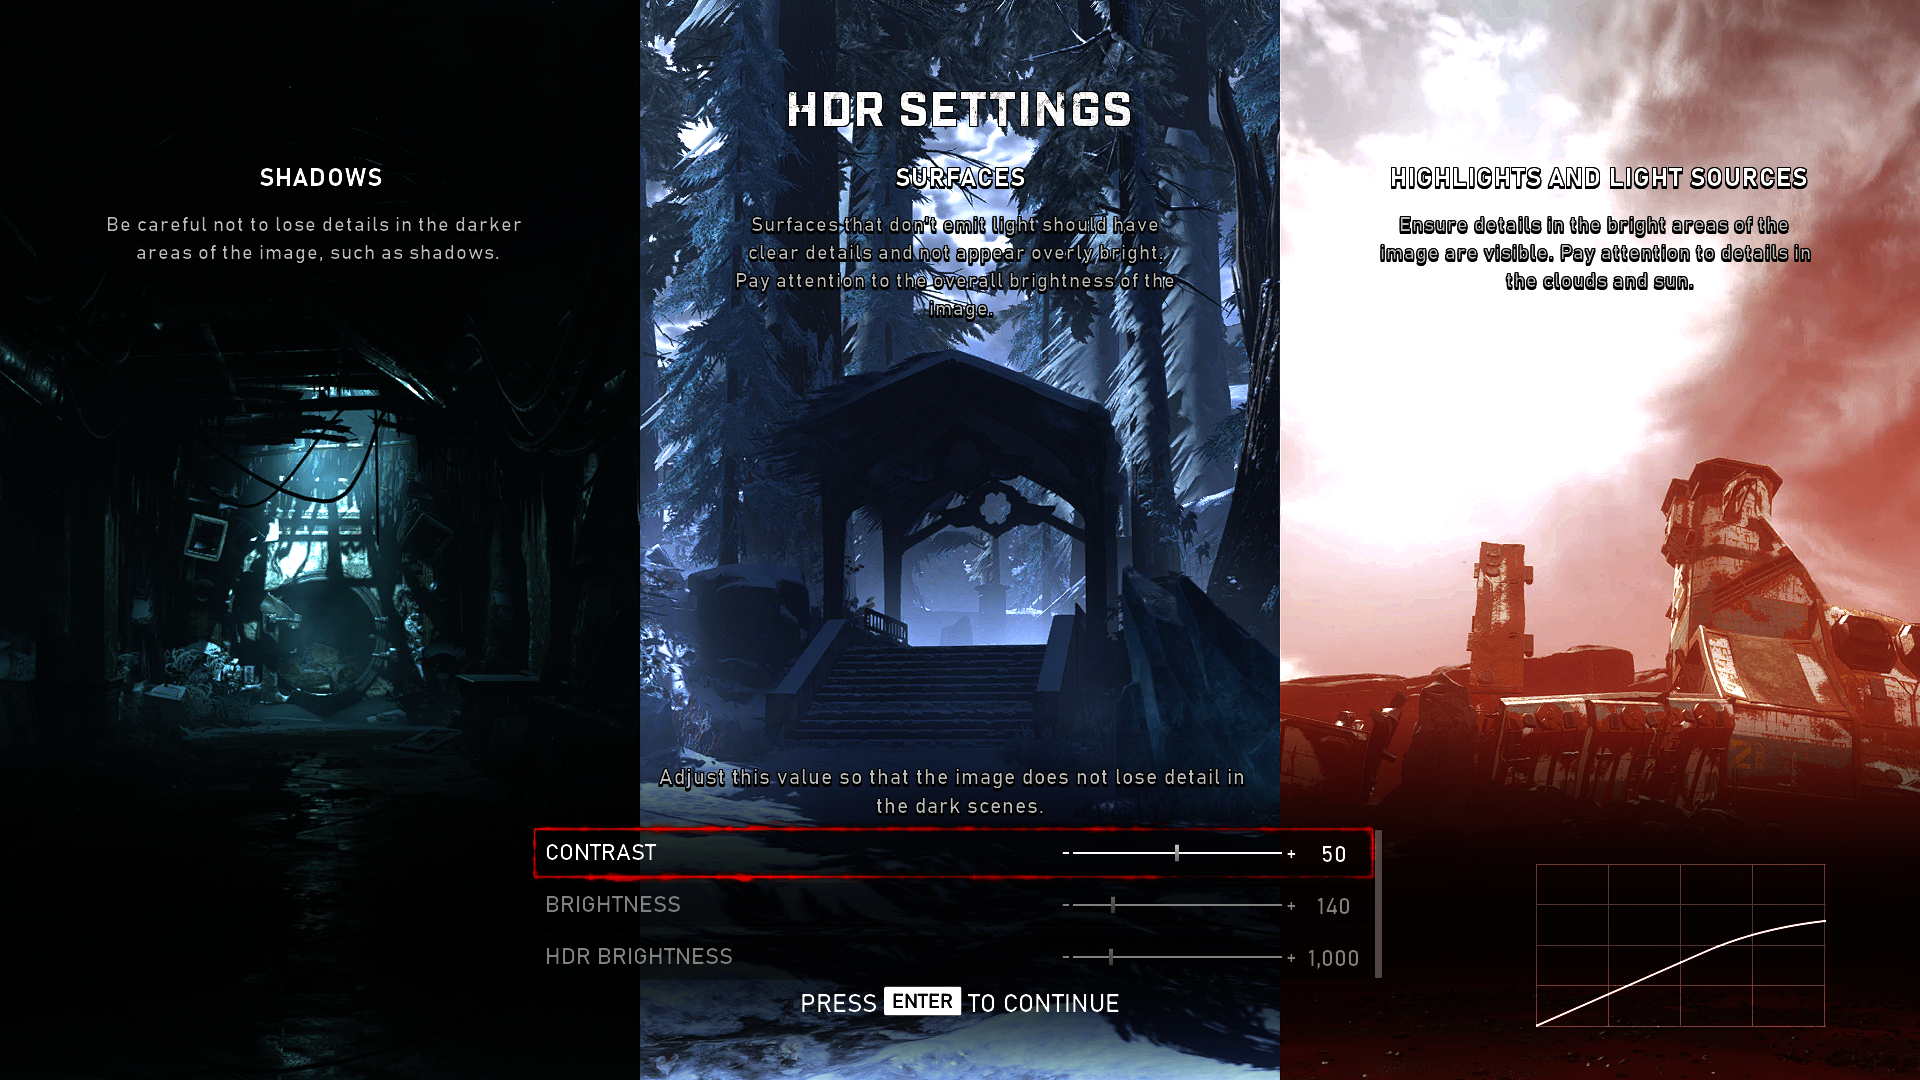 HDR SETTINGS
SHADOWS
Be careful not to lose details in the darker
areas of the image, such as shadows.
SURFACES
Surfaces that don't emit light should have
clear details and not appear overly bright.
Pay attention to the overall brightness of the
image.
HIGHLIGHTS AND LIGHT SOURCES
Ensure details in the bright areas of the
image are visible. Pay attention to details in
the clouds and sun.
Adjust this value so that the image does not lose detail in
the dark scenes.
CONTRAST - + 50
BRIGHTNESS - + 140
HDR BRIGHTNESS - + 1,000
PRESS ENTER TO CONTINUE